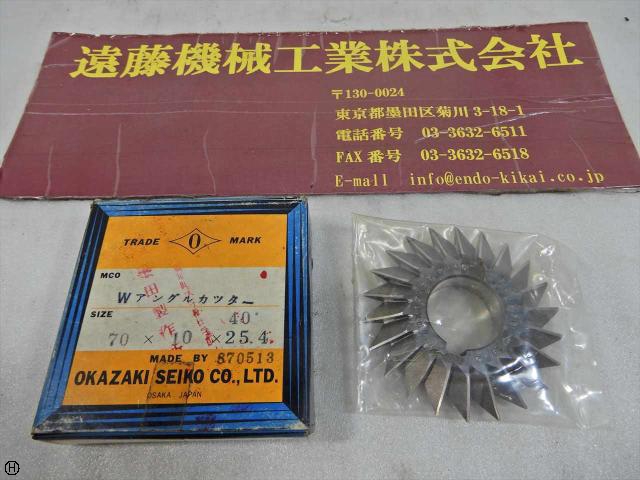 遠藤機械工業株式会社
〒130-0024
東京都墨田区菊川3-18-1
電話番号 03-3632-6511
FAX番号 03-3632-6518
E-mail info@endo-kikai.co.jp
TRADE O MARK
MCO
Wアングルカッター
SIZE 40°
70 × 10 × 25.4
MADE BY 870513
OKAZAKI SEIKO CO., LTD.
OSAKA JAPAN
H